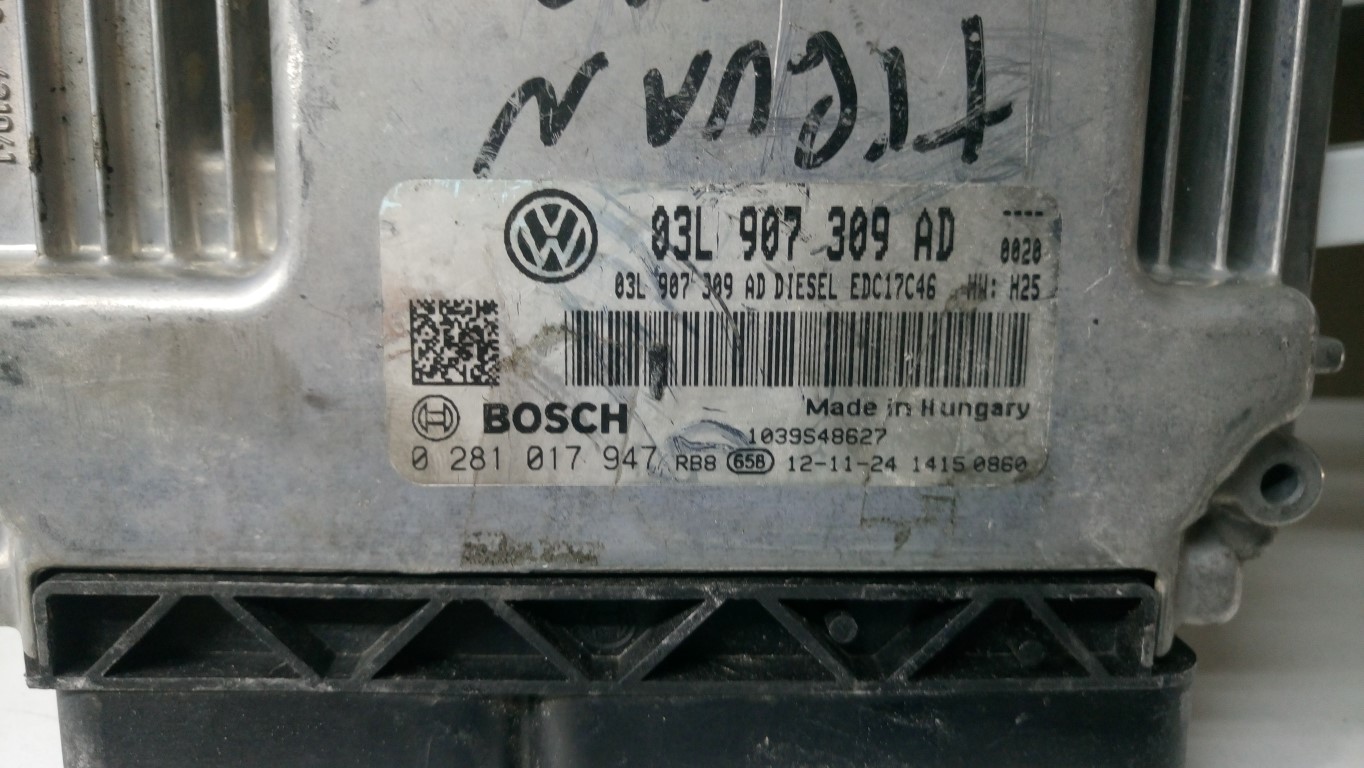 TIGUAN
03L 907 309 AD
----
0020
03L 907 309 AD DIESEL EDC17C46 HW: H25
BOSCH
Made in Hungary
1039S48627
0 281 017 947 RB8 658 12-11-24 1415 0860